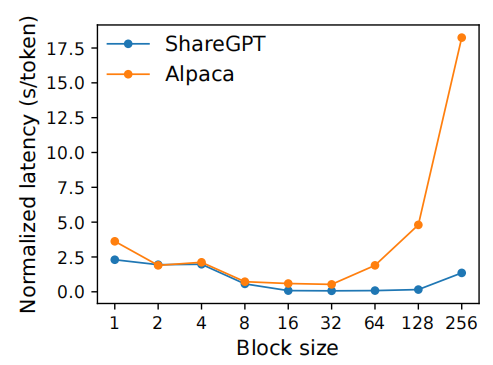 Normalized latency (s/token)
17.5
15.0
12.5
10.0
7.5
5.0
2.5
0.0
ShareGPT
Alpaca
1 2 4 8 16 32 64 128 256
Block size